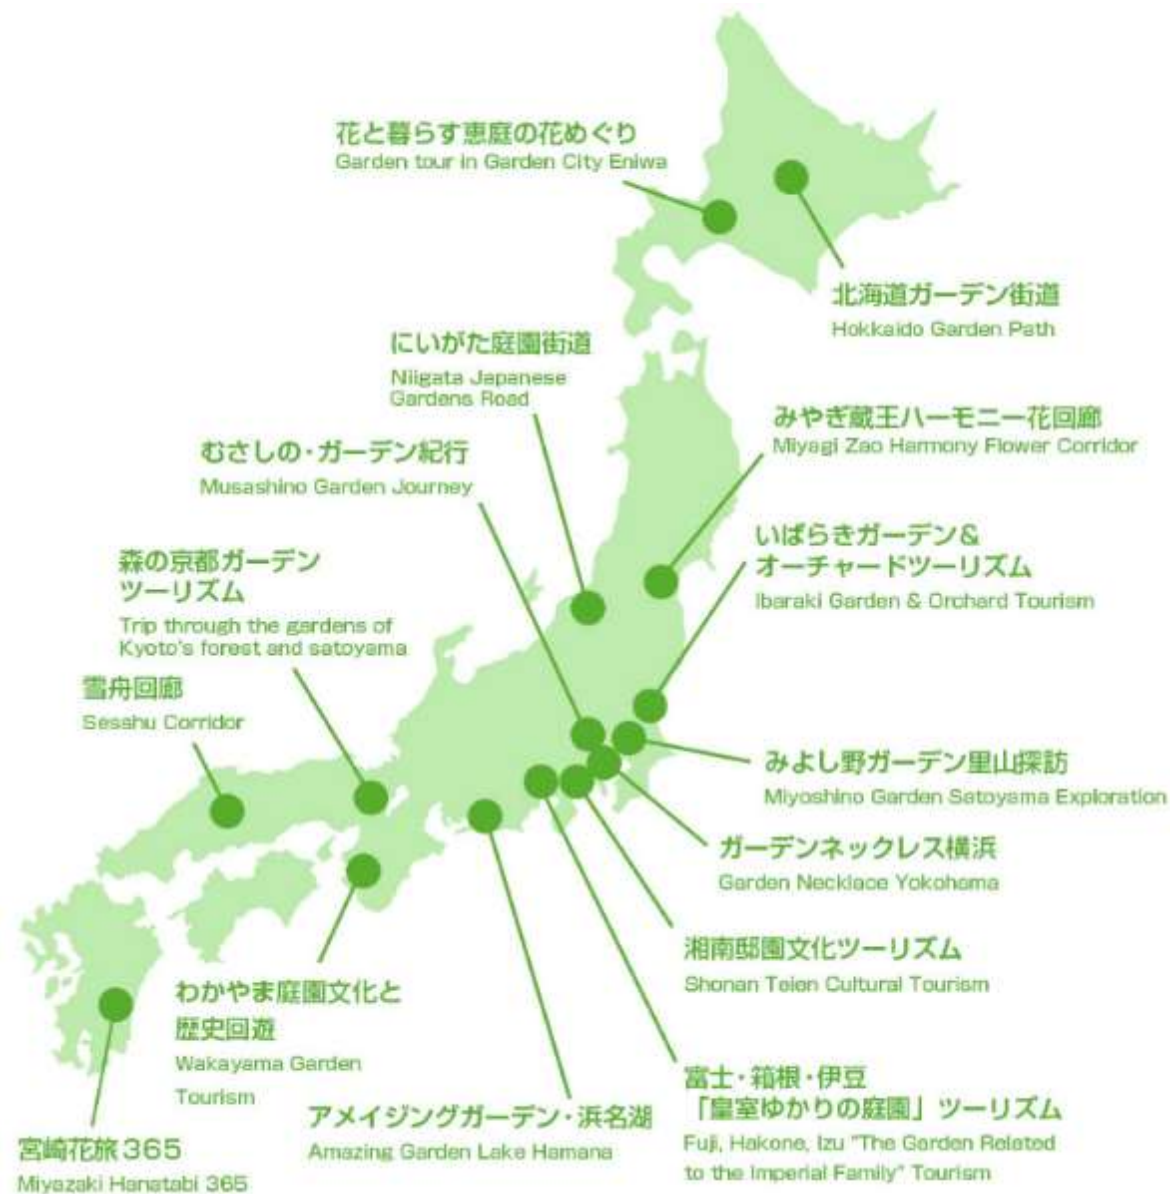 花と暮らす恵庭の花めぐり
Garden tour in Garden City Eniwa
北海道ガーデン街道
Hokkaido Garden Path
にいがた庭園街道
Niigata Japanese
Gardens Road
みやぎ蔵王ハーモニー花回廊
Miyagi Zao Harmony Flower Corridor
むさしの・ガーデン紀行
Musashino Garden Journey
いばらきガーデン&
オーチャードツーリズム
Ibaraki Garden & Orchard Tourism
森の京都ガーデン
ツーリズム
Trip through the gardens of
Kyoto's forest and satoyama
雪舟回廊
Sesshu Corridor
みよし野ガーデン里山探訪
Miyoshino Garden Satoyama Exploration
ガーデンネックレス横浜
Garden Necklace Yokohama
湘南邸園文化ツーリズム
Shonan Teien Cultural Tourism
わかやま庭園文化と
歴史回遊
Wakayama Garden
Tourism
富士・箱根・伊豆
「皇室ゆかりの庭園」ツーリズム
Fuji, Hakone, Izu "The Garden Related
to the Imperial Family" Tourism
アメイジングガーデン・浜名湖
Amazing Garden Lake Hamana
宮崎花旅365
Miyazaki Hanatabi 365